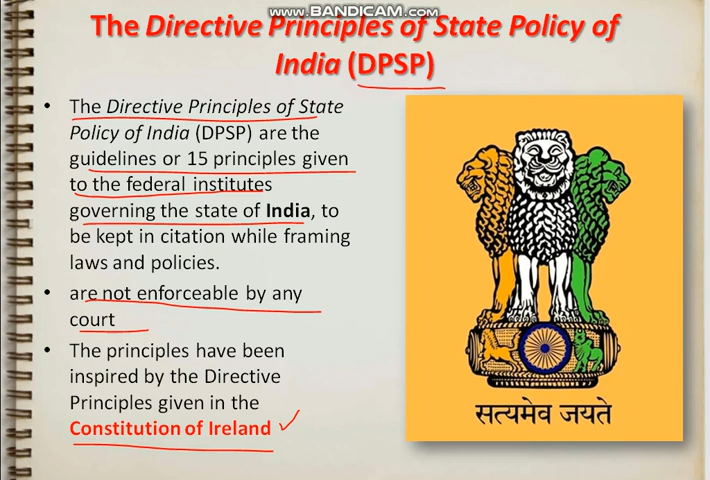 www.BANDICAM.com
The Directive Principles of State Policy of
India (DPSP)
• The Directive Principles of State
Policy of India (DPSP) are the
guidelines or 15 principles given
to the federal institutes
governing the state of India, to
be kept in citation while framing
laws and policies.
• are not enforceable by any
court
• The principles have been
inspired by the Directive
Principles given in the
Constitution of Ireland
सत्यमेव जयते